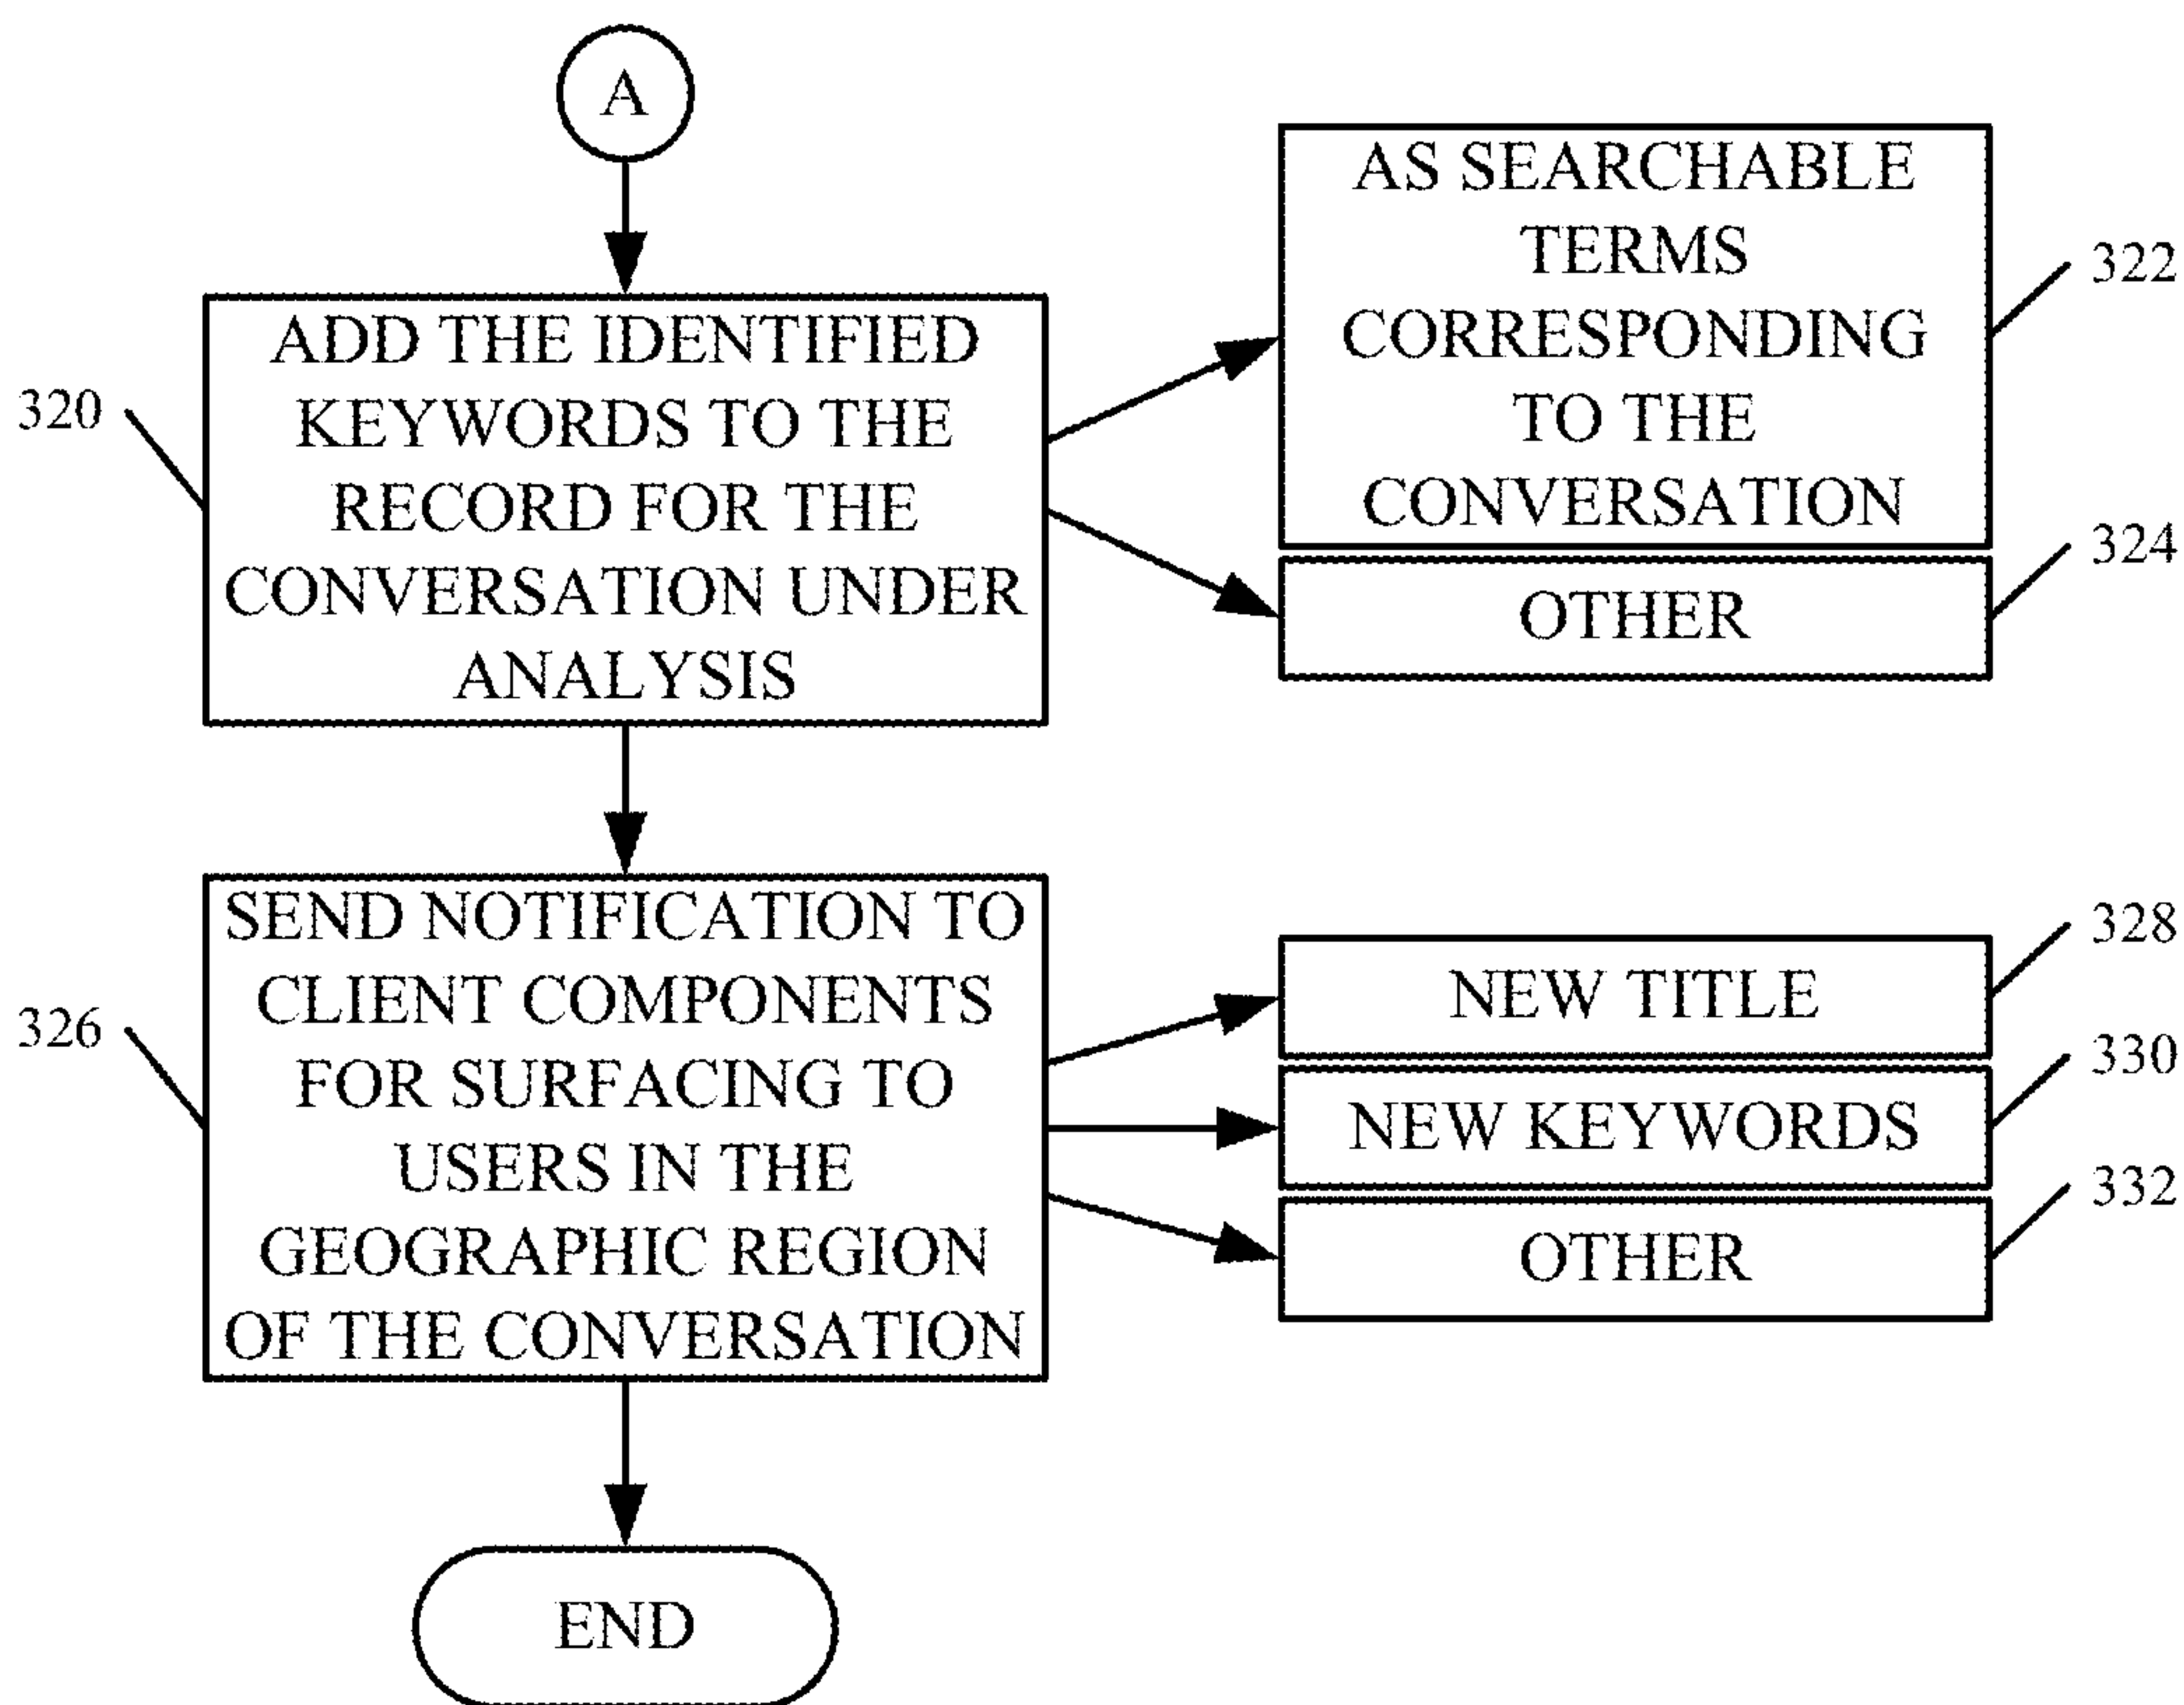 A
ADD THE IDENTIFIED
KEYWORDS TO THE
RECORD FOR THE
CONVERSATION UNDER
ANALYSIS
320
AS SEARCHABLE
TERMS
CORRESPONDING
TO THE
CONVERSATION
322
OTHER
324
SEND NOTIFICATION TO
CLIENT COMPONENTS
FOR SURFACING TO
USERS IN THE
GEOGRAPHIC REGION
OF THE CONVERSATION
326
NEW TITLE
328
NEW KEYWORDS
330
OTHER
332
END